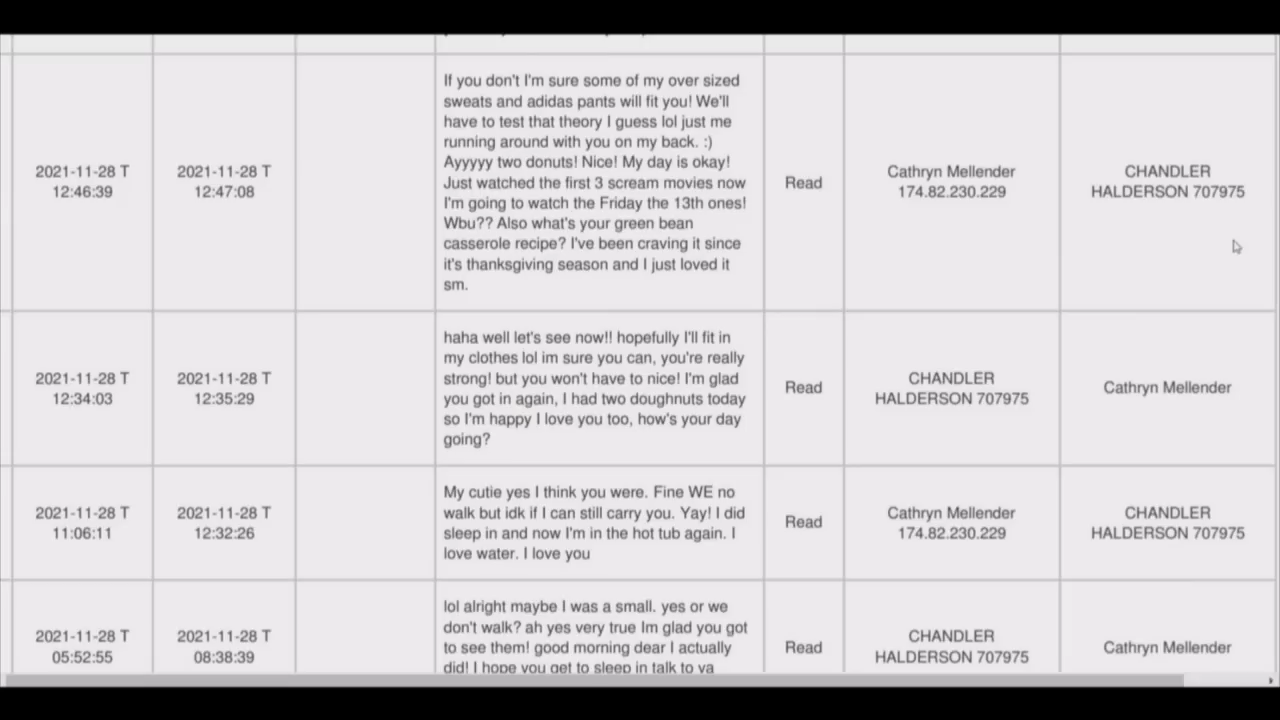 2021-11-28 T
12:46:39
2021-11-28 T
12:47:08
If you don't I'm sure some of my over sized
sweats and adidas pants will fit you! We'll
have to test that theory I guess lol just me
running around with you on my back. :)
Ayyyyy two donuts! Nice! My day is okay!
Just watched the first 3 scream movies now
I'm going to watch the Friday the 13th ones!
Wbu?? Also what's your green bean
casserole recipe? I've been craving it since
it's thanksgiving season and I just loved it
sm.
Read
Cathryn Mellender
174.82.230.229
CHANDLER
HALDERSON 707975
2021-11-28 T
12:34:03
2021-11-28 T
12:35:29
haha well let's see now!! hopefully I'll fit in
my clothes lol im sure you can, you're really
strong! but you won't have to nice! I'm glad
you got in again, I had two doughnuts today
so I'm happy I love you too, how's your day
going?
Read
CHANDLER
HALDERSON 707975
Cathryn Mellender
2021-11-28 T
11:06:11
2021-11-28 T
12:32:26
My cutie yes I think you were. Fine WE no
walk but idk if I can still carry you. Yay! I did
sleep in and now I'm in the hot tub again. I
love water. I love you
Read
Cathryn Mellender
174.82.230.229
CHANDLER
HALDERSON 707975
2021-11-28 T
05:52:55
2021-11-28 T
08:38:39
lol alright maybe I was a small. yes or we
don't walk? ah yes very true Im glad you got
to see them! good morning dear I actually
did! I hope you get to sleep in talk to ya
Read
CHANDLER
HALDERSON 707975
Cathryn Mellender